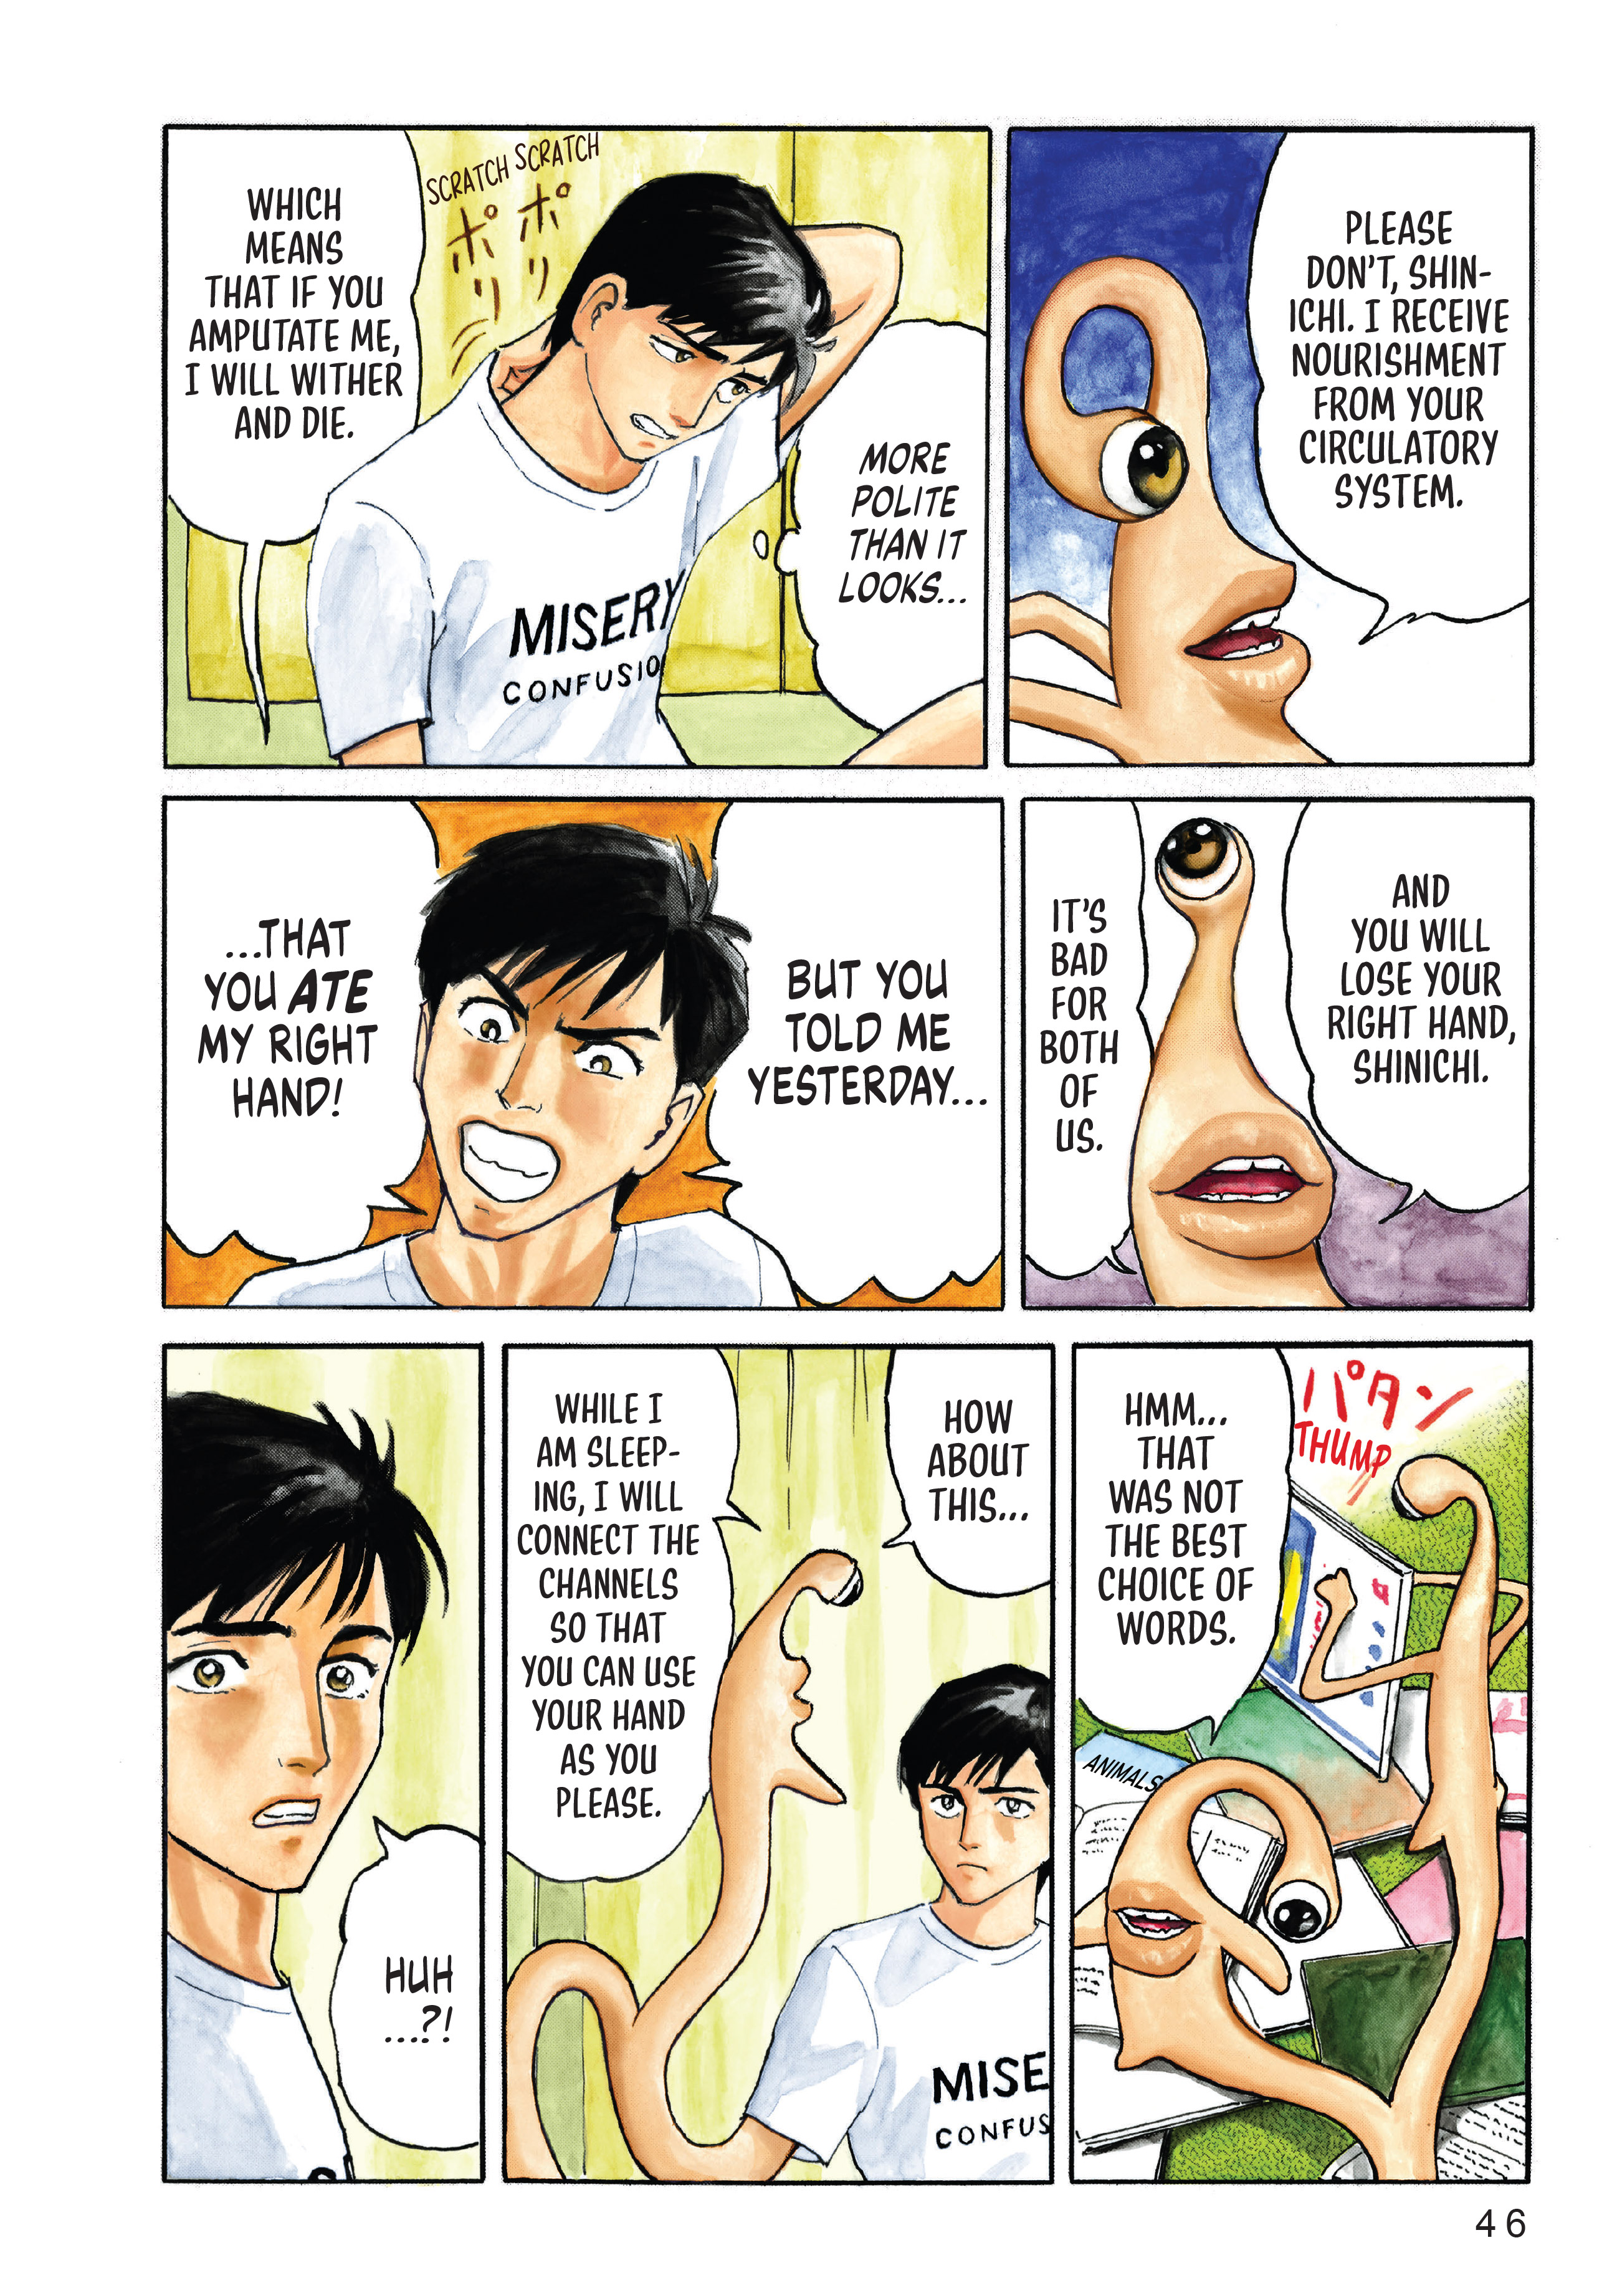 PLEASE
DON'T, SHIN-
ICHI. I RECEIVE
NOURISHMENT
FROM YOUR
CIRCULATORY
SYSTEM.
SCRATCH SCRATCH
ポリ
ポリ
MORE
POLITE
THAN IT
LOOKS...
WHICH
MEANS
THAT IF YOU
AMPUTATE ME,
I WILL WITHER
AND DIE.
MISERY
CONFUSIO
AND
YOU WILL
LOSE YOUR
RIGHT HAND,
SHINICHI.
IT'S
BAD
FOR
BOTH
OF
US.
BUT YOU
TOLD ME
YESTERDAY...
...THAT
YOU ATE
MY RIGHT
HAND!
パタン
THUMP
HMM...
THAT
WAS NOT
THE BEST
CHOICE OF
WORDS.
ANIMALS
HOW
ABOUT
THIS...
WHILE I
AM SLEEP-
ING, I WILL
CONNECT THE
CHANNELS
SO THAT
YOU CAN USE
YOUR HAND
AS YOU
PLEASE.
MISE
CONFUS
HUH
...?!
46